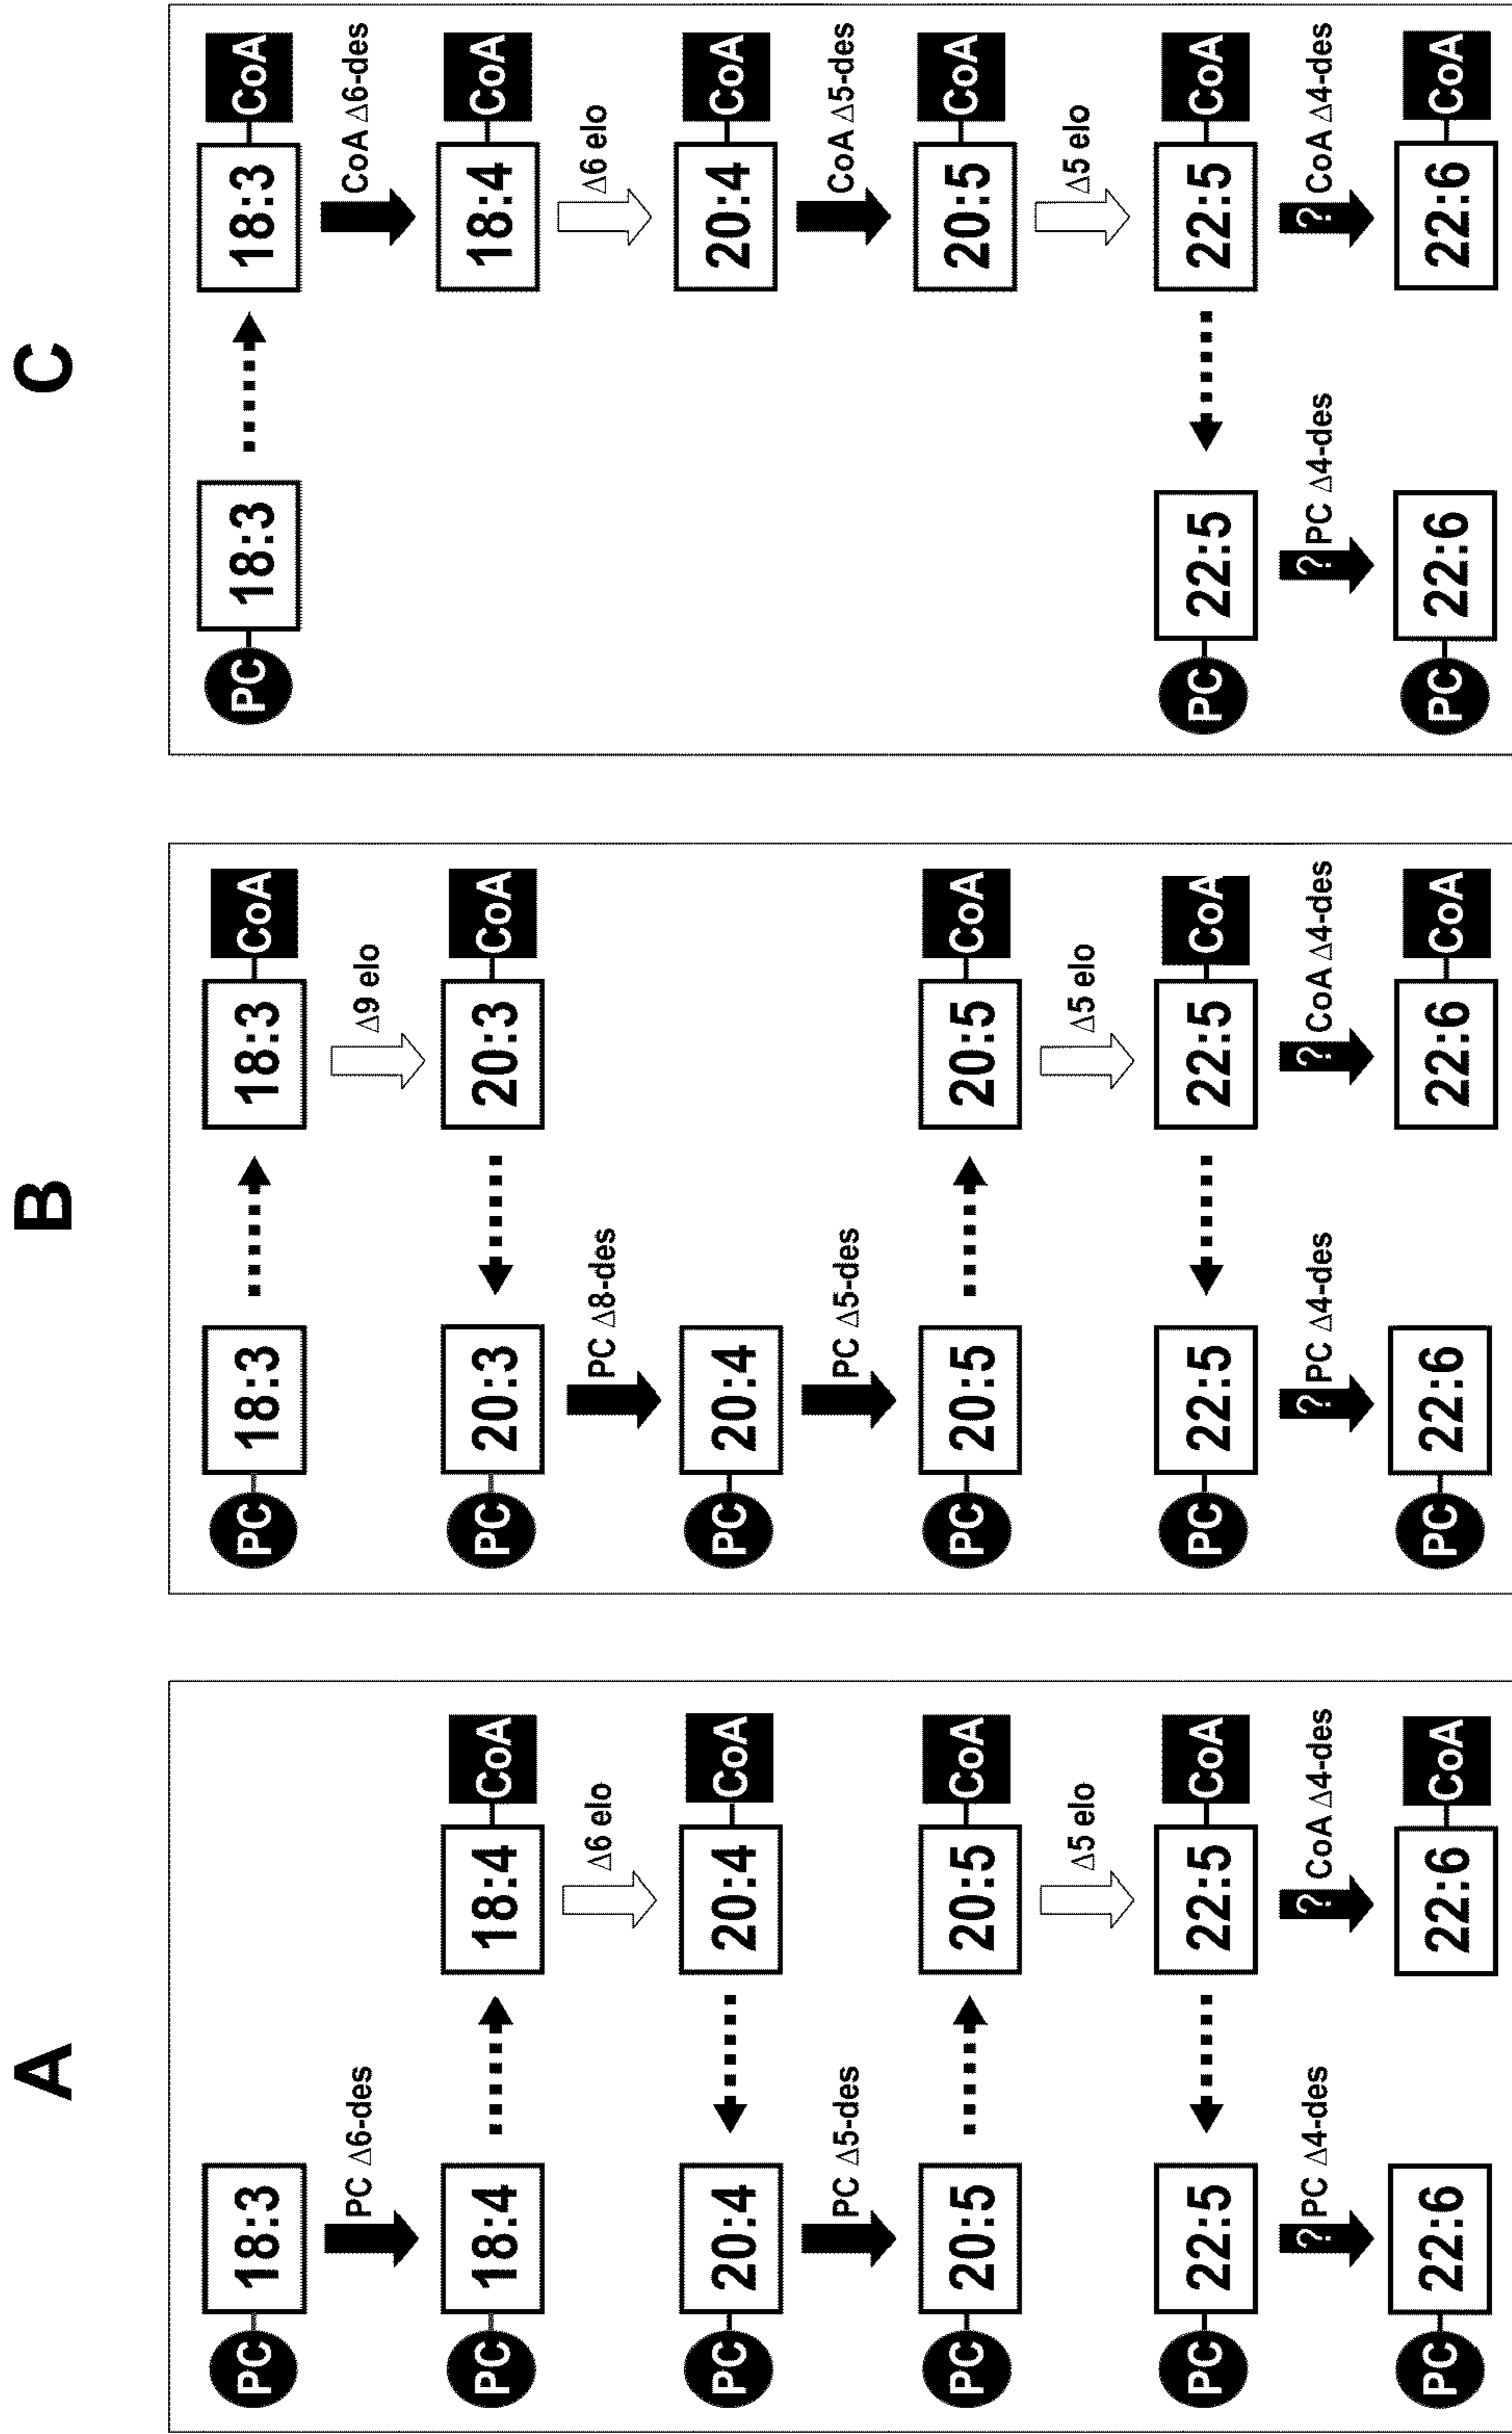 A
PC 18:3
PC Δ6-des
PC 18:4 18:4 CoA
Δ6 elo
PC 20:4 20:4 CoA
PC Δ5-des
PC 20:5 20:5 CoA
Δ5 elo
PC 22:5 22:5 CoA
? PC Δ4-des ? CoA Δ4-des
PC 22:6 22:6 CoA
B
PC 18:3 18:3 CoA
Δ9 elo
PC 20:3 20:3 CoA
PC Δ8-des
PC 20:4
PC Δ5-des
PC 20:5 20:5 CoA
Δ5 elo
PC 22:5 22:5 CoA
? PC Δ4-des ? CoA Δ4-des
PC 22:6 22:6 CoA
C
PC 18:3 18:3 CoA
CoA Δ6-des
18:4 CoA
Δ6 elo
20:4 CoA
CoA Δ5-des
20:5 CoA
Δ5 elo
PC 22:5 22:5 CoA
? PC Δ4-des ? CoA Δ4-des
PC 22:6 22:6 CoA